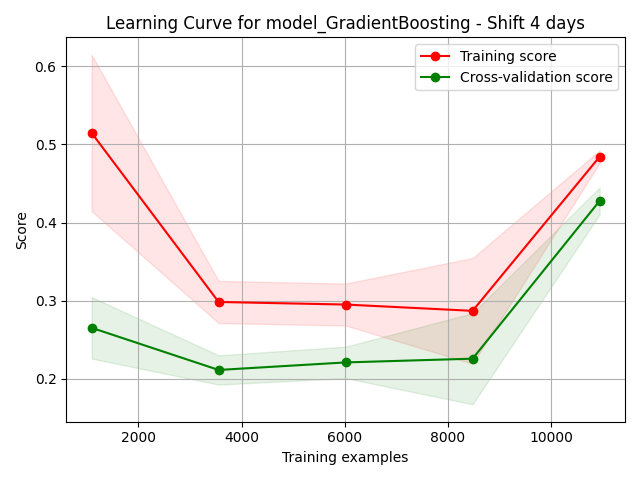 Learning Curve for model_GradientBoosting - Shift 4 days
Training score
Cross-validation score
0.6
0.5
0.4
0.3
0.2
Score
2000
4000
6000
8000
10000
Training examples